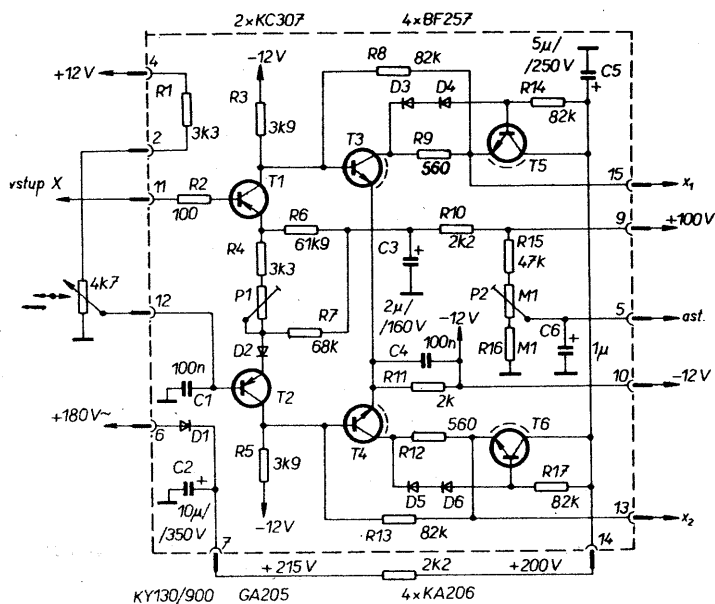 2×KC307 4×BF257
4
+12V
R1
3k3
2
vstup X
11
R2
100
-12V
R3
3k9
T1
R4
3k3
R6
61k9
P1
R7
68k
D2
T2
R5
3k9
-12V
4k7
12
100n
C1
+180V~
6
D1
C2
+
10µ/
/350V
7
R8
82k
D3
D4
R14
82k
5µ/
/250V
+
C5
T3
R9
560
T5
15
x1
R10
2k2
9
+100V
C3
+
2µ/
/160V
-12V
R15
47k
P2
M1
R16
M1
5
ast.
C6
+
1µ
C4
100n
R11
2k
10
-12V
T4
560
R12
T6
D5
D6
R17
82k
R13
82k
13
x2
14
+215V
2k2
+200V
KY130/900 GA205 4×KA206